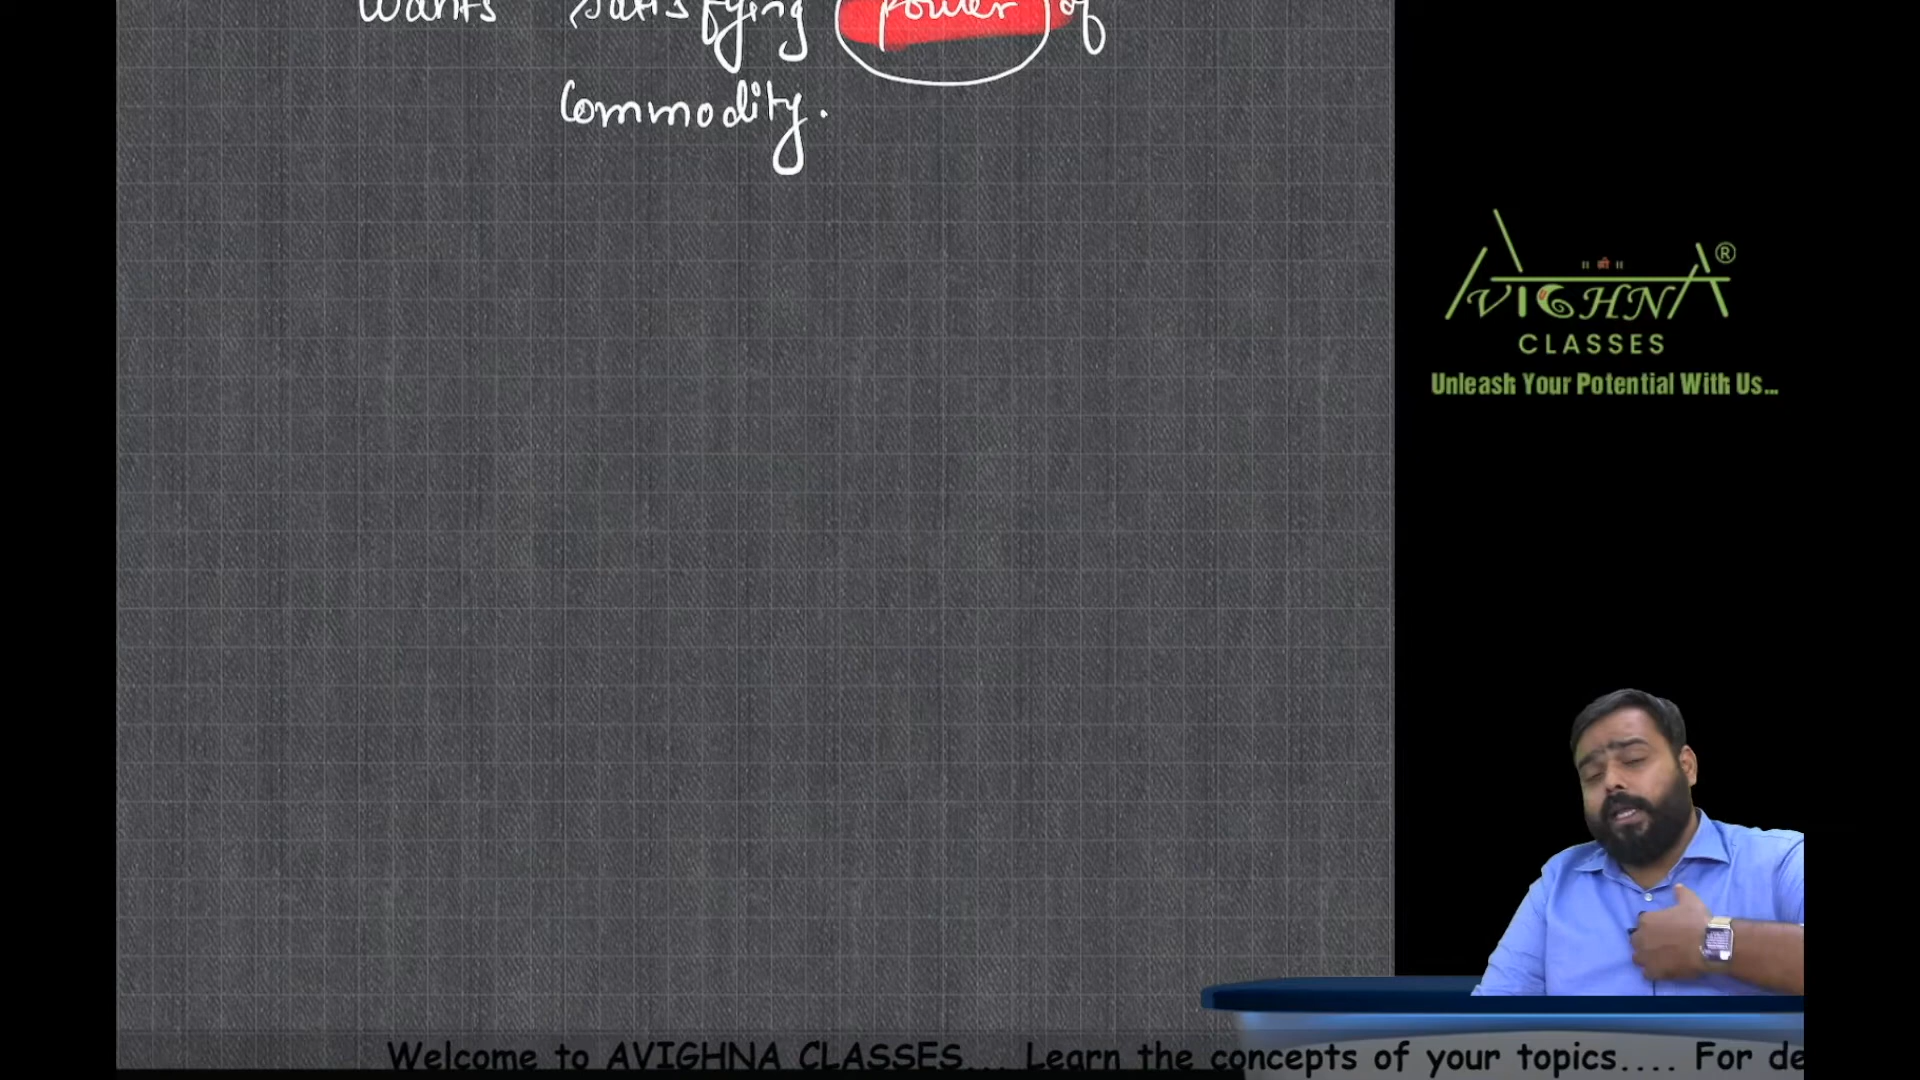 wants satisfying power of
Commodity.
॥ श्री ॥
AVIGHNA ®
CLASSES
Unleash Your Potential With Us...
Welcome to AVIGHNA CLASSES... Learn the concepts of your topics.... For de